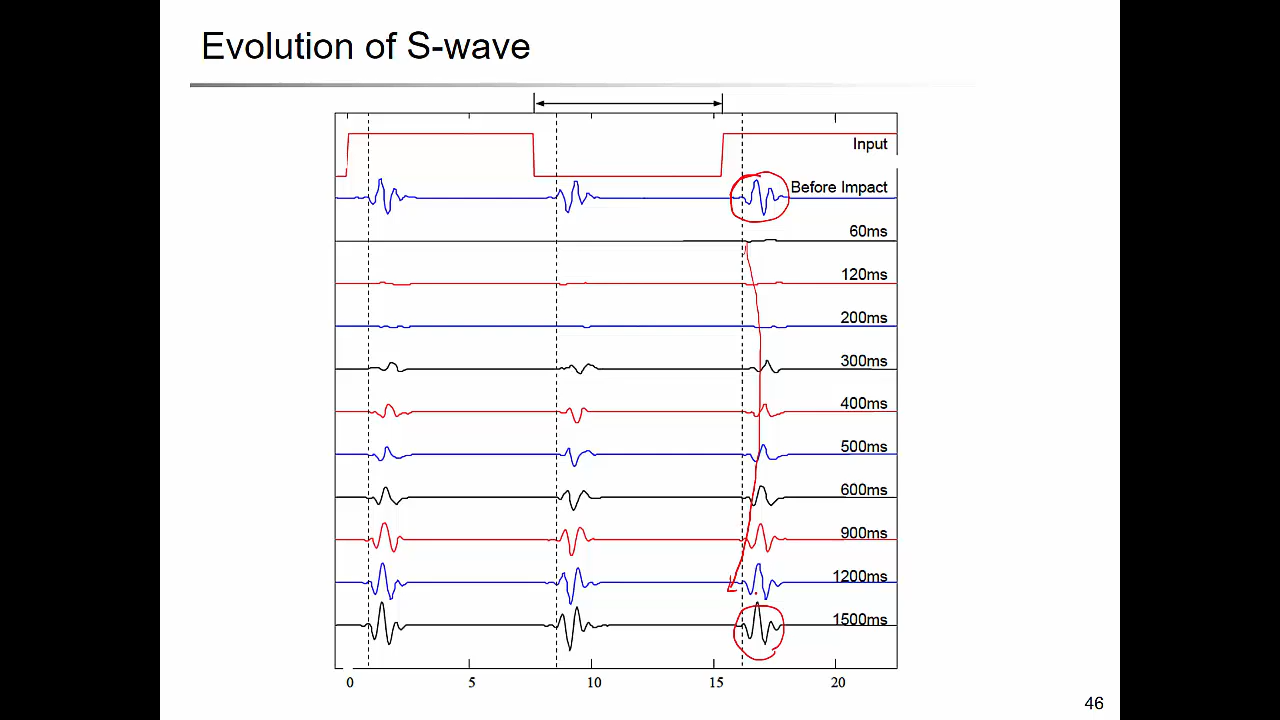 Evolution of S-wave
Input
Before Impact
60ms
120ms
200ms
300ms
400ms
500ms
600ms
900ms
1200ms
1500ms
0 5 10 15 20
46